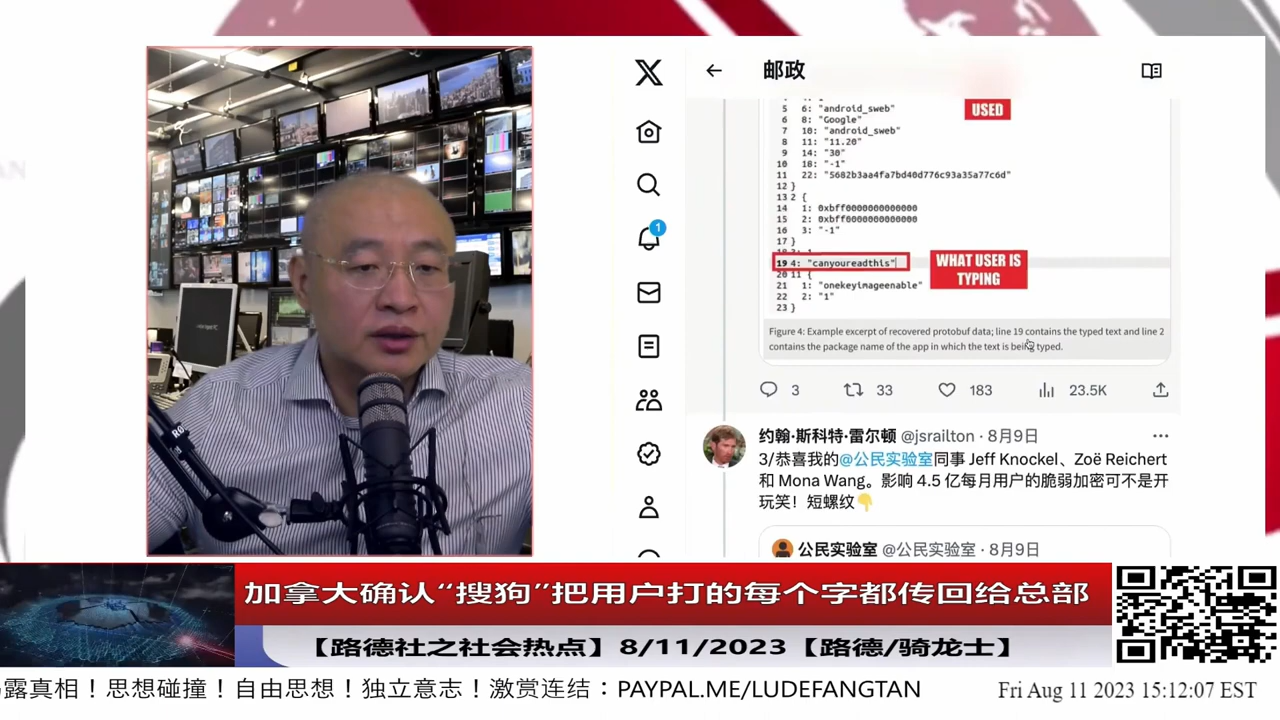 邮政
USED
5 6: "android_sweb"
6 8: "Google"
7 10: "android_sweb"
8 11: "11.20"
9 14: "30"
10 18: "-1"
11 22: "5682b3aa4fa7bd40d776c93a35a77c6d"
12 }
13 2 {
14 1: 0xbff0000000000000
15 2: 0xbff0000000000000
16 3: "-1"
17 }
19 4: "canyoureadthis"
WHAT USER IS
TYPING
20 11 {
21 1: "onekeyimageenable"
22 2: "1"
23 }
Figure 4: Example excerpt of recovered protobuf data; line 19 contains the typed text and line 2
contains the package name of the app in which the text is being typed.
3 33 183 23.5K
1
约翰·斯科特·雷尔顿 @jsrailton · 8月9日
3/恭喜我的@公民实验室同事 Jeff Knockel、Zoë Reichert
和 Mona Wang。影响 4.5 亿每月用户的脆弱加密可不是开
玩笑！短螺纹👇
公民实验室 @公民实验室 · 8月9日
加拿大确认“搜狗”把用户打的每个字都传回给总部
【路德社之社会热点】8/11/2023【路德/骑龙士】
露真相！思想碰撞！自由思想！独立意志！激赏连结：PAYPAL.ME/LUDEFANGTAN
Fri Aug 11 2023 15:12:07 EST